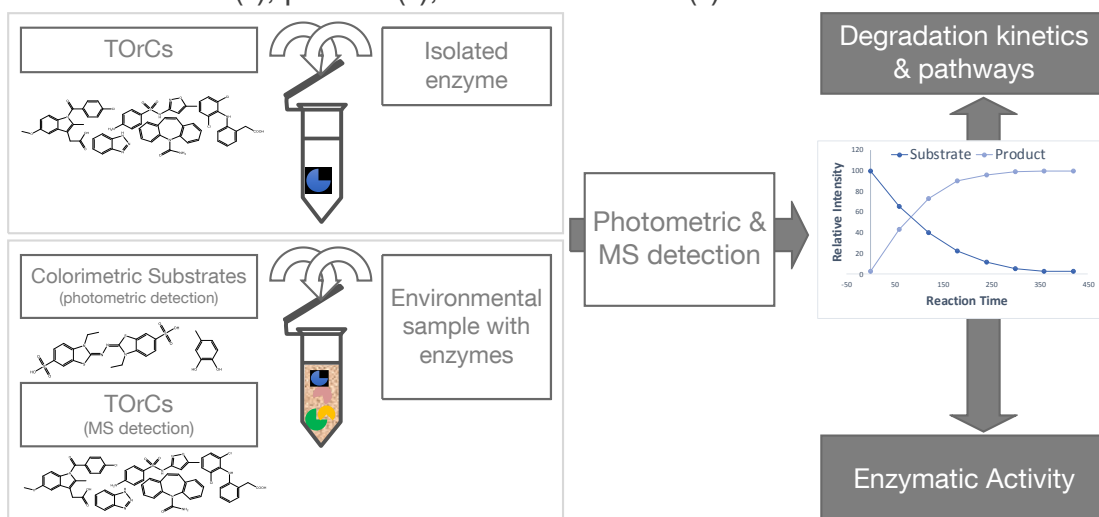 TOrCs
Isolated
enzyme
Colorimetric Substrates
(photometric detection)
TOrCs
(MS detection)
Environmental
sample with
enzymes
Photometric &
MS detection
Degradation kinetics
& pathways
Substrate
Product
Relative Intensity
120
100
80
60
40
20
0
-50
50
150
250
350
450
Reaction Time
Enzymatic Activity